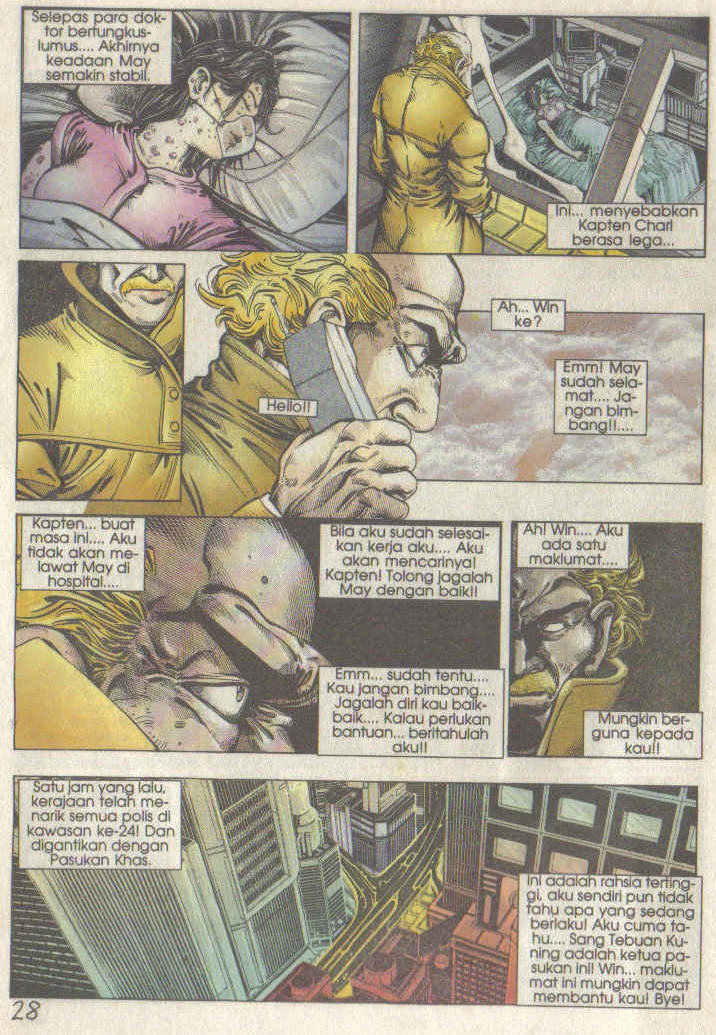 Selepas para dok-
tor bertungkus-
lumus.... Akhirnya
keadaan May
semakin stabil.
Ini... menyebabkan
Kapten Charl
berasa lega...
Hello!!
Ah... Win
ke?
Emm! May
sudah sela-
mat.... Ja-
ngan bim-
bang!!....
Kapten... buat
masa ini.... Aku
tidak akan me-
lawat May di
hospital....
Bila aku sudah selesai-
kan kerja aku.... Aku
akan mencarinya!
Kapten! Tolong jagalah
May dengan baik!!
Emm... sudah tentu....
Kau jangan bimbang....
Jagalah diri kau baik-
baik.... Kalau perlukan
bantuan... beritahulah
aku!!
Ah! Win.... Aku
ada satu
maklumat....
Mungkin ber-
guna kepada
kau!!
Satu jam yang lalu,
kerajaan telah me-
narik semua polis di
kawasan ke-24! Dan
digantikan dengan
Pasukan Khas.
Ini adalah rahsia terting-
gi, aku sendiri pun tidak
tahu apa yang sedang
berlaku! Aku cuma ta-
hu.... Sang Tebuan Ku-
ning adalah ketua pa-
sukan ini! Win... maklu-
mat ini mungkin dapat
membantu kau! Bye!
28